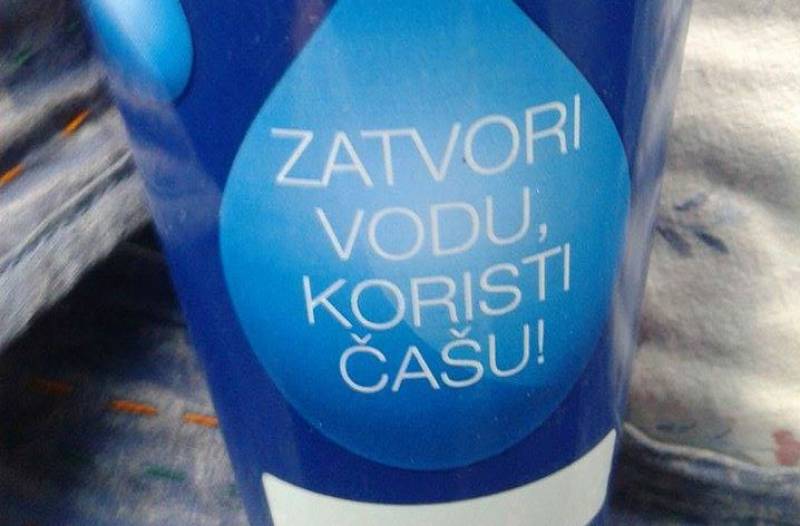 ZATVORI
VODU,
KORISTI
ČAŠU!